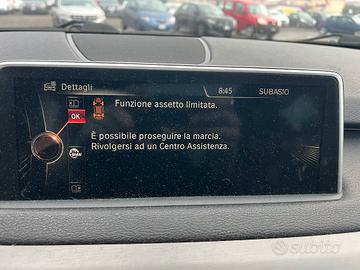 Dettagli
8:45
SUBASIO
OK
Funzione assetto limitata.
È possibile proseguire la marcia.
Rivolgersi ad un Centro Assistenza.
subito